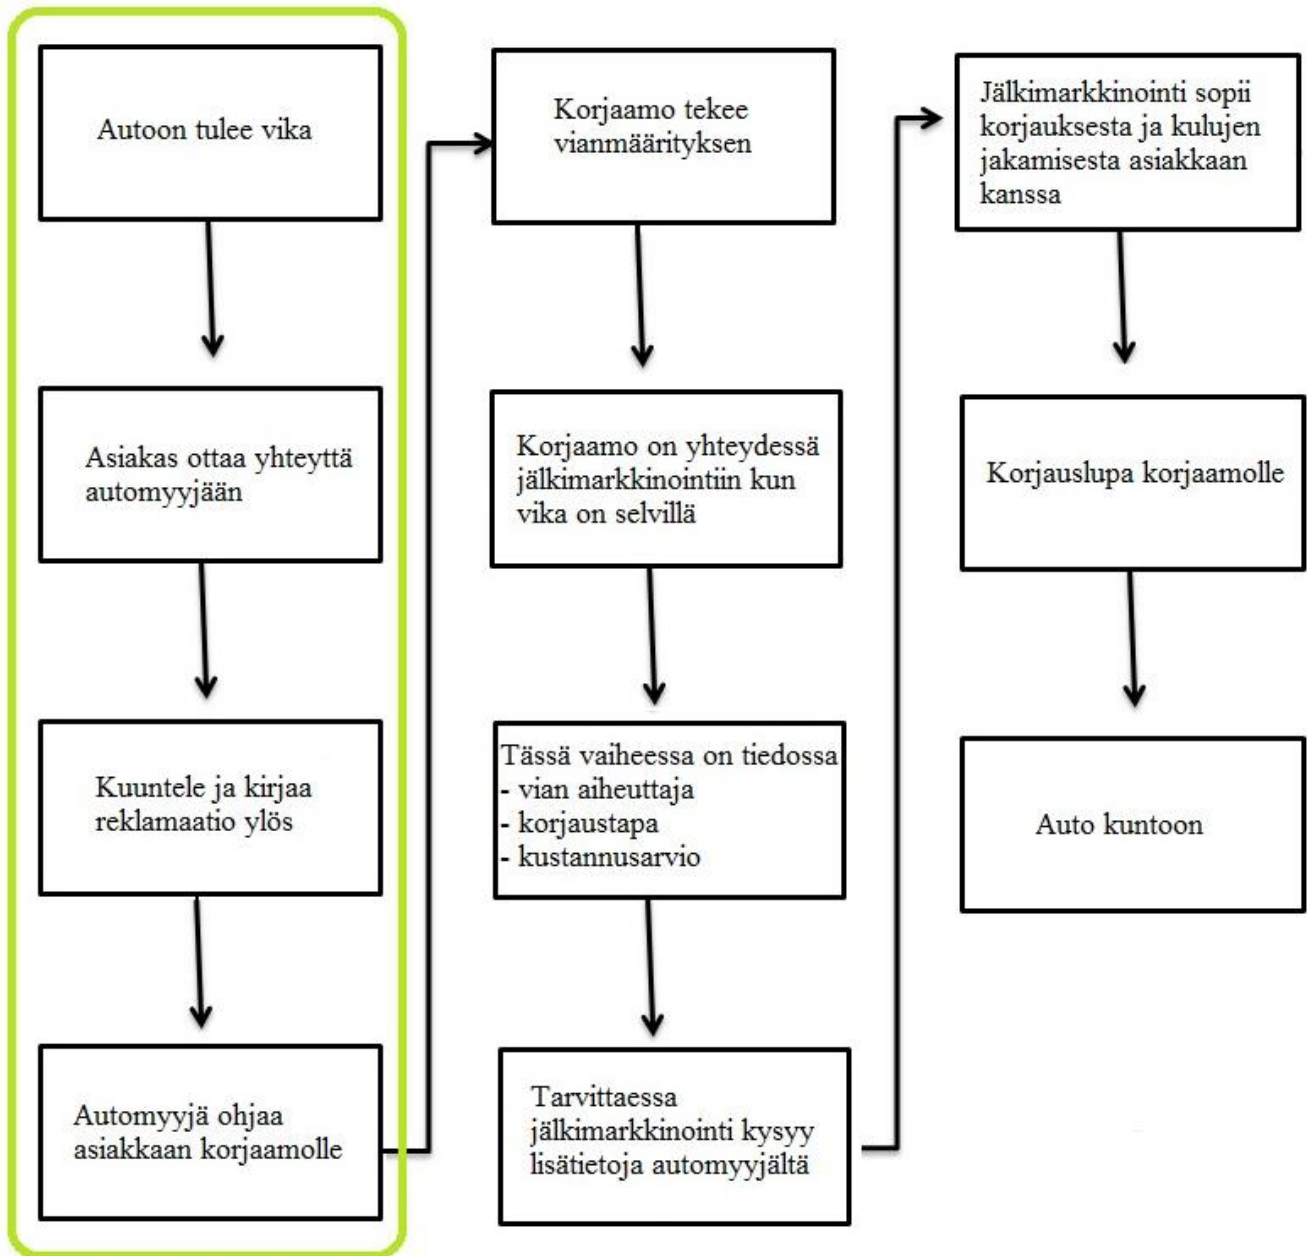 Autoon tulee vika
Asiakas ottaa yhteyttä
automyyjään
Kuuntele ja kirjaa
reklamaatio ylös
Automyyjä ohjaa
asiakkaan korjaamolle
Korjaamo tekee
vianmäärityksen
Korjaamo on yhteydessä
jälkimarkkinointiin kun
vika on selvillä
Tässä vaiheessa on tiedossa
- vian aiheuttaja
- korjaustapa
- kustannusarvio
Tarvittaessa
jälkimarkkinointi kysyy
lisätietoja automyyjältä
Jälkimarkkinointi sopii
korjauksesta ja kulujen
jakamisesta asiakkaan
kanssa
Korjauslupa korjaamolle
Auto kuntoon